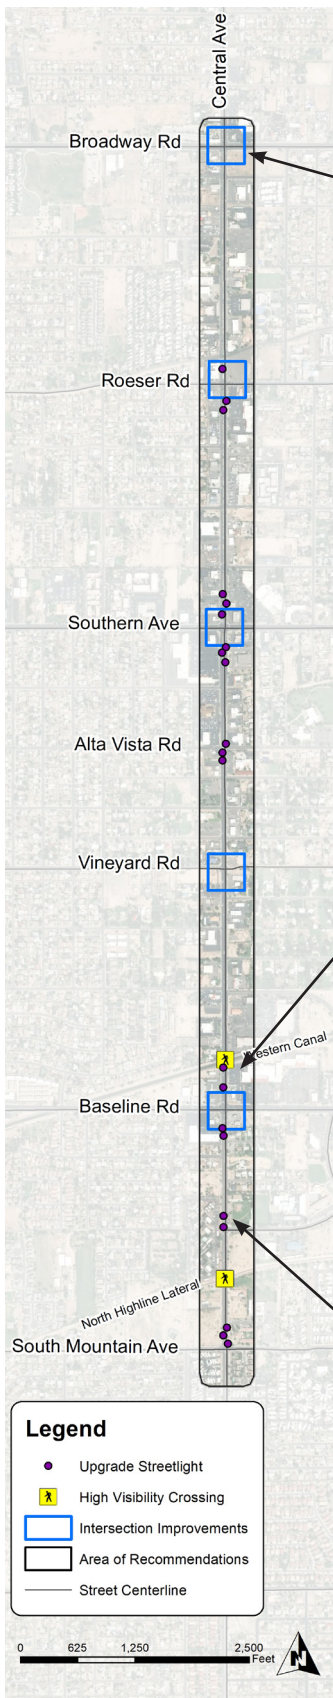 Central Ave
Broadway Rd
Roeser Rd
Southern Ave
Alta Vista Rd
Vineyard Rd
Western Canal
Baseline Rd
North Highline Lateral
South Mountain Ave
Legend
Upgrade Streetlight
High Visibility Crossing
Intersection Improvements
Area of Recommendations
Street Centerline
0 625 1,250 2,500
Feet
N